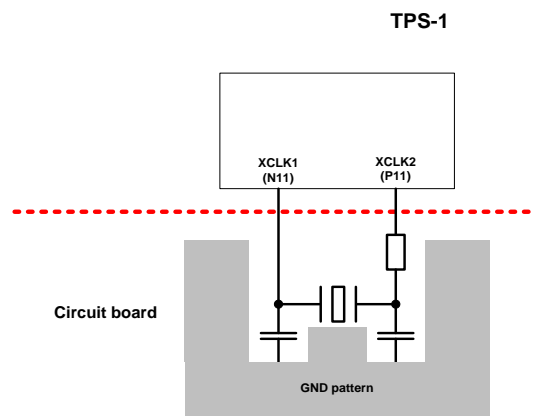 TPS-1
XCLK1 XCLK2
(N11) (P11)
Circuit board
GND pattern